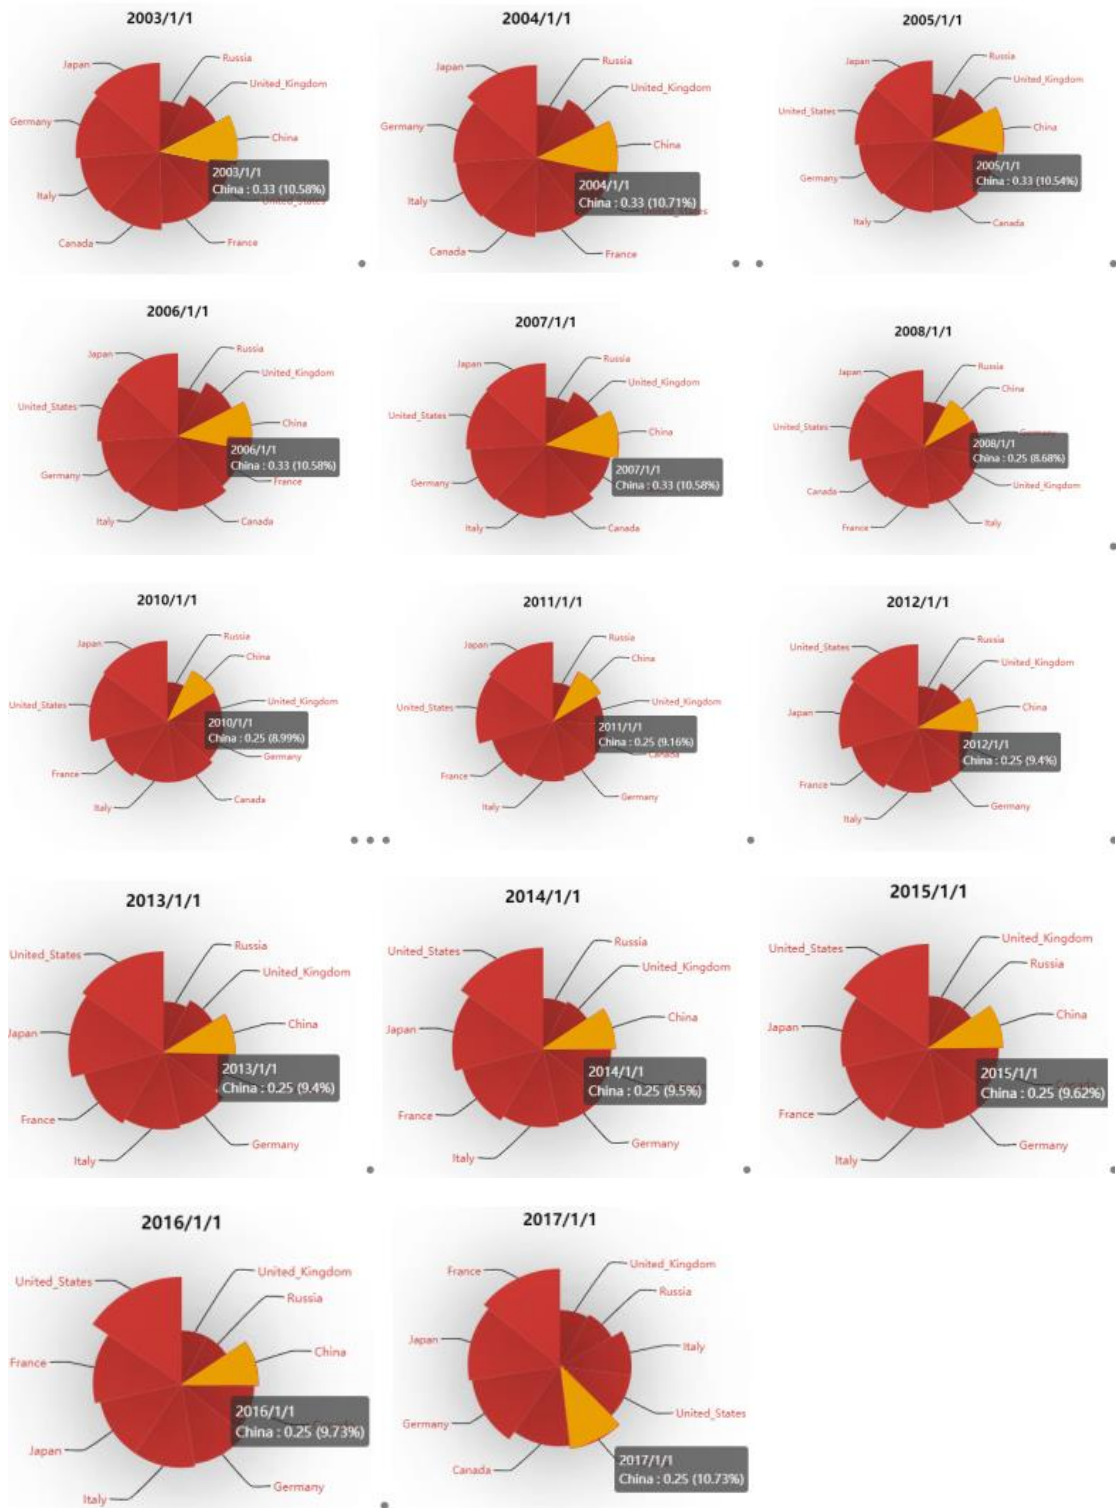 2003/1/1
Japan
Russia
United_Kingdom
Germany
China
2003/1/1
China : 0.33 (10.58%)
Italy
United_States
Canada
France
2004/1/1
Japan
Russia
United_Kingdom
Germany
China
2004/1/1
China : 0.33 (10.71%)
Italy
United_States
Canada
France
2005/1/1
Japan
Russia
United_Kingdom
United_States
China
2005/1/1
China : 0.33 (10.54%)
Germany
Italy
Canada
2006/1/1
Japan
Russia
United_Kingdom
United_States
China
2006/1/1
China : 0.33 (10.58%)
Germany
France
Italy
Canada
2007/1/1
Japan
Russia
United_Kingdom
United_States
China
2007/1/1
China : 0.33 (10.58%)
Germany
Italy
Canada
2008/1/1
Japan
Russia
China
United_States
Germany
2008/1/1
China : 0.25 (8.68%)
Canada
United_Kingdom
France
Italy
2010/1/1
Japan
Russia
China
United_States
United_Kingdom
2010/1/1
China : 0.25 (8.99%)
Germany
France
Italy
Canada
2011/1/1
Japan
Russia
China
United_States
United_Kingdom
2011/1/1
China : 0.25 (9.16%)
Canada
France
Italy
Germany
2012/1/1
United_States
Russia
United_Kingdom
Japan
China
2012/1/1
China : 0.25 (9.4%)
France
Italy
Germany
2013/1/1
United_States
Russia
United_Kingdom
Japan
China
2013/1/1
China : 0.25 (9.4%)
France
Italy
Germany
2014/1/1
United_States
Russia
United_Kingdom
Japan
China
2014/1/1
China : 0.25 (9.5%)
France
Italy
Germany
2015/1/1
United_States
United_Kingdom
Russia
Japan
China
2015/1/1
China : 0.25 (9.62%)
Canada
France
Italy
Germany
2016/1/1
United_States
United_Kingdom
Russia
France
China
2016/1/1
China : 0.25 (9.73%)
Canada
Japan
Italy
Germany
2017/1/1
France
United_Kingdom
Russia
Japan
Italy
Germany
United_States
Canada
2017/1/1
China : 0.25 (10.73%)